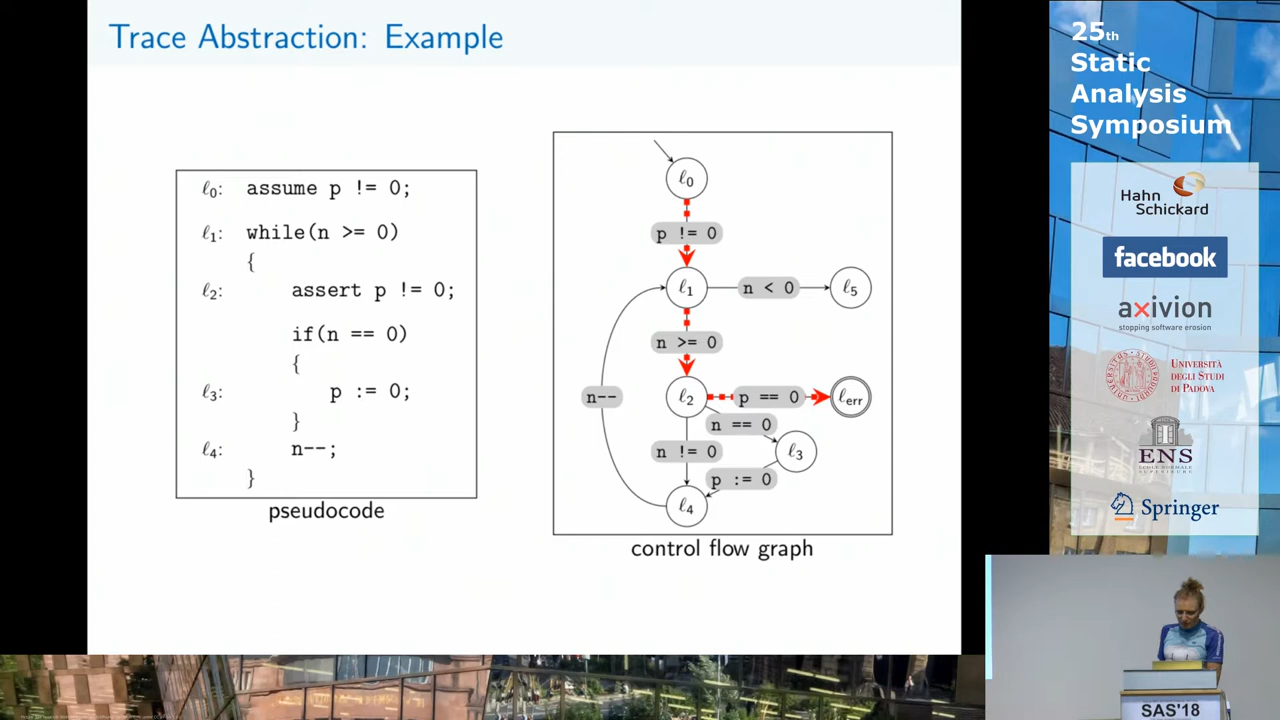 Trace Abstraction: Example
ℓ0: assume p != 0;
ℓ1: while(n >= 0)
{
ℓ2: assert p != 0;
if(n == 0)
{
ℓ3: p := 0;
}
ℓ4: n--;
}
pseudocode
ℓ0
p != 0
ℓ1
n < 0
ℓ5
n >= 0
n--
ℓ2
p == 0
ℓerr
n == 0
n != 0
ℓ3
p := 0
ℓ4
control flow graph
25th
Static
Analysis
Symposium
Hahn
Schickard
facebook
axivion
stopping software erosion
UNIVERSITÀ
DEGLI STUDI
DI PADOVA
ENS
Springer
SAS'18